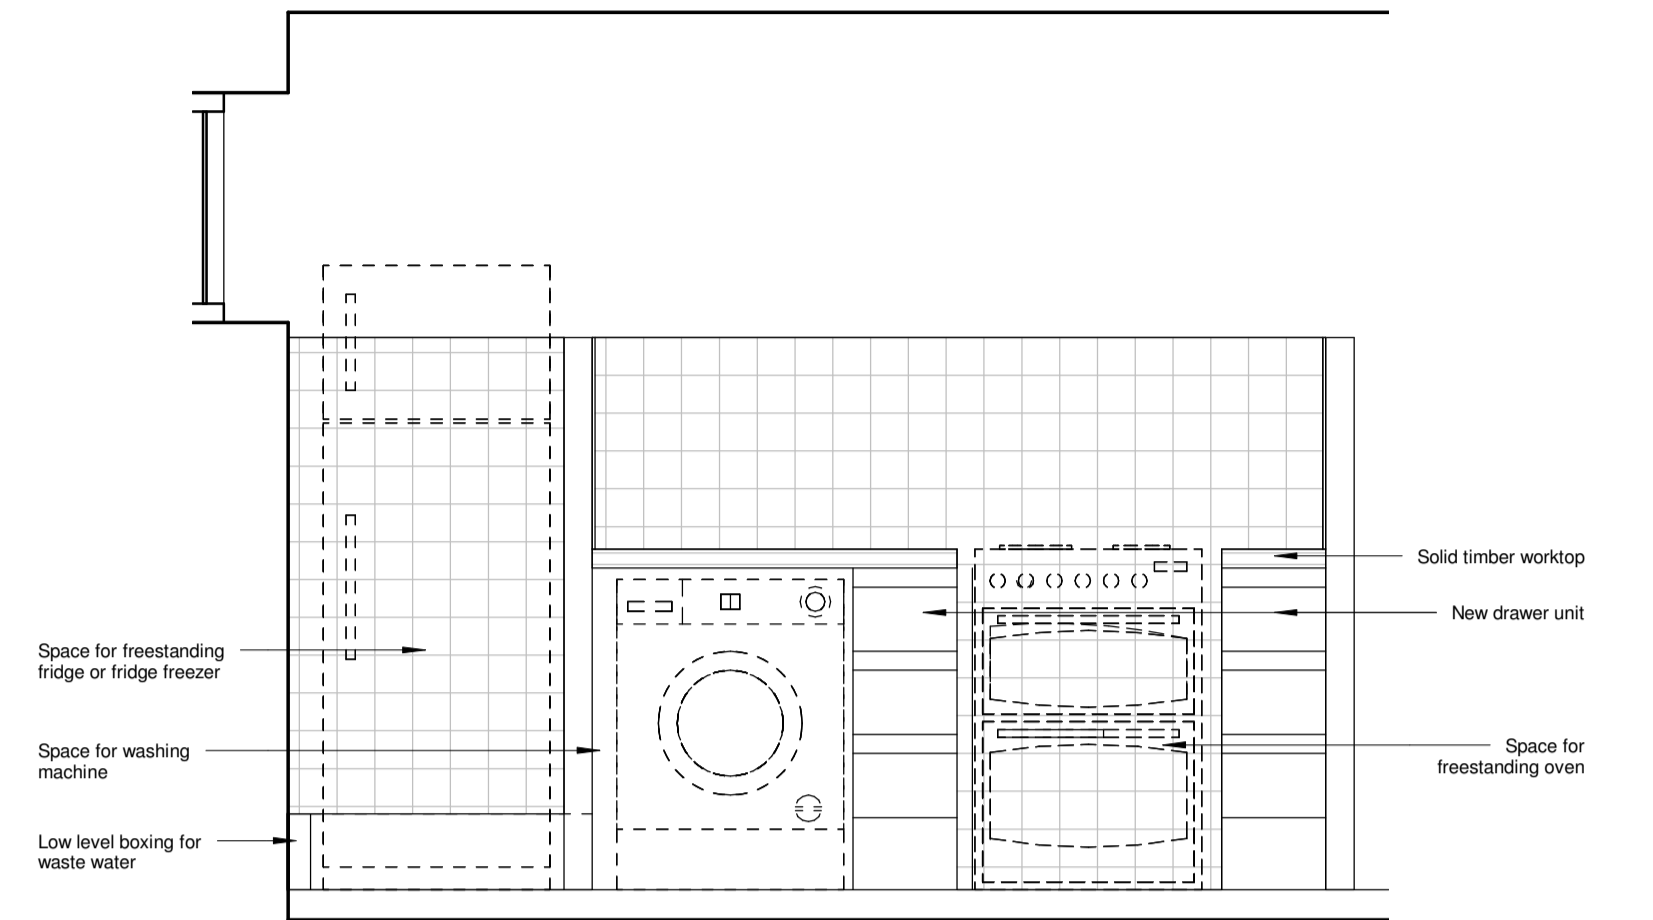 Space for freestanding
fridge or fridge freezer
Space for washing
machine
Low level boxing for
waste water
Solid timber worktop
New drawer unit
Space for
freestanding oven